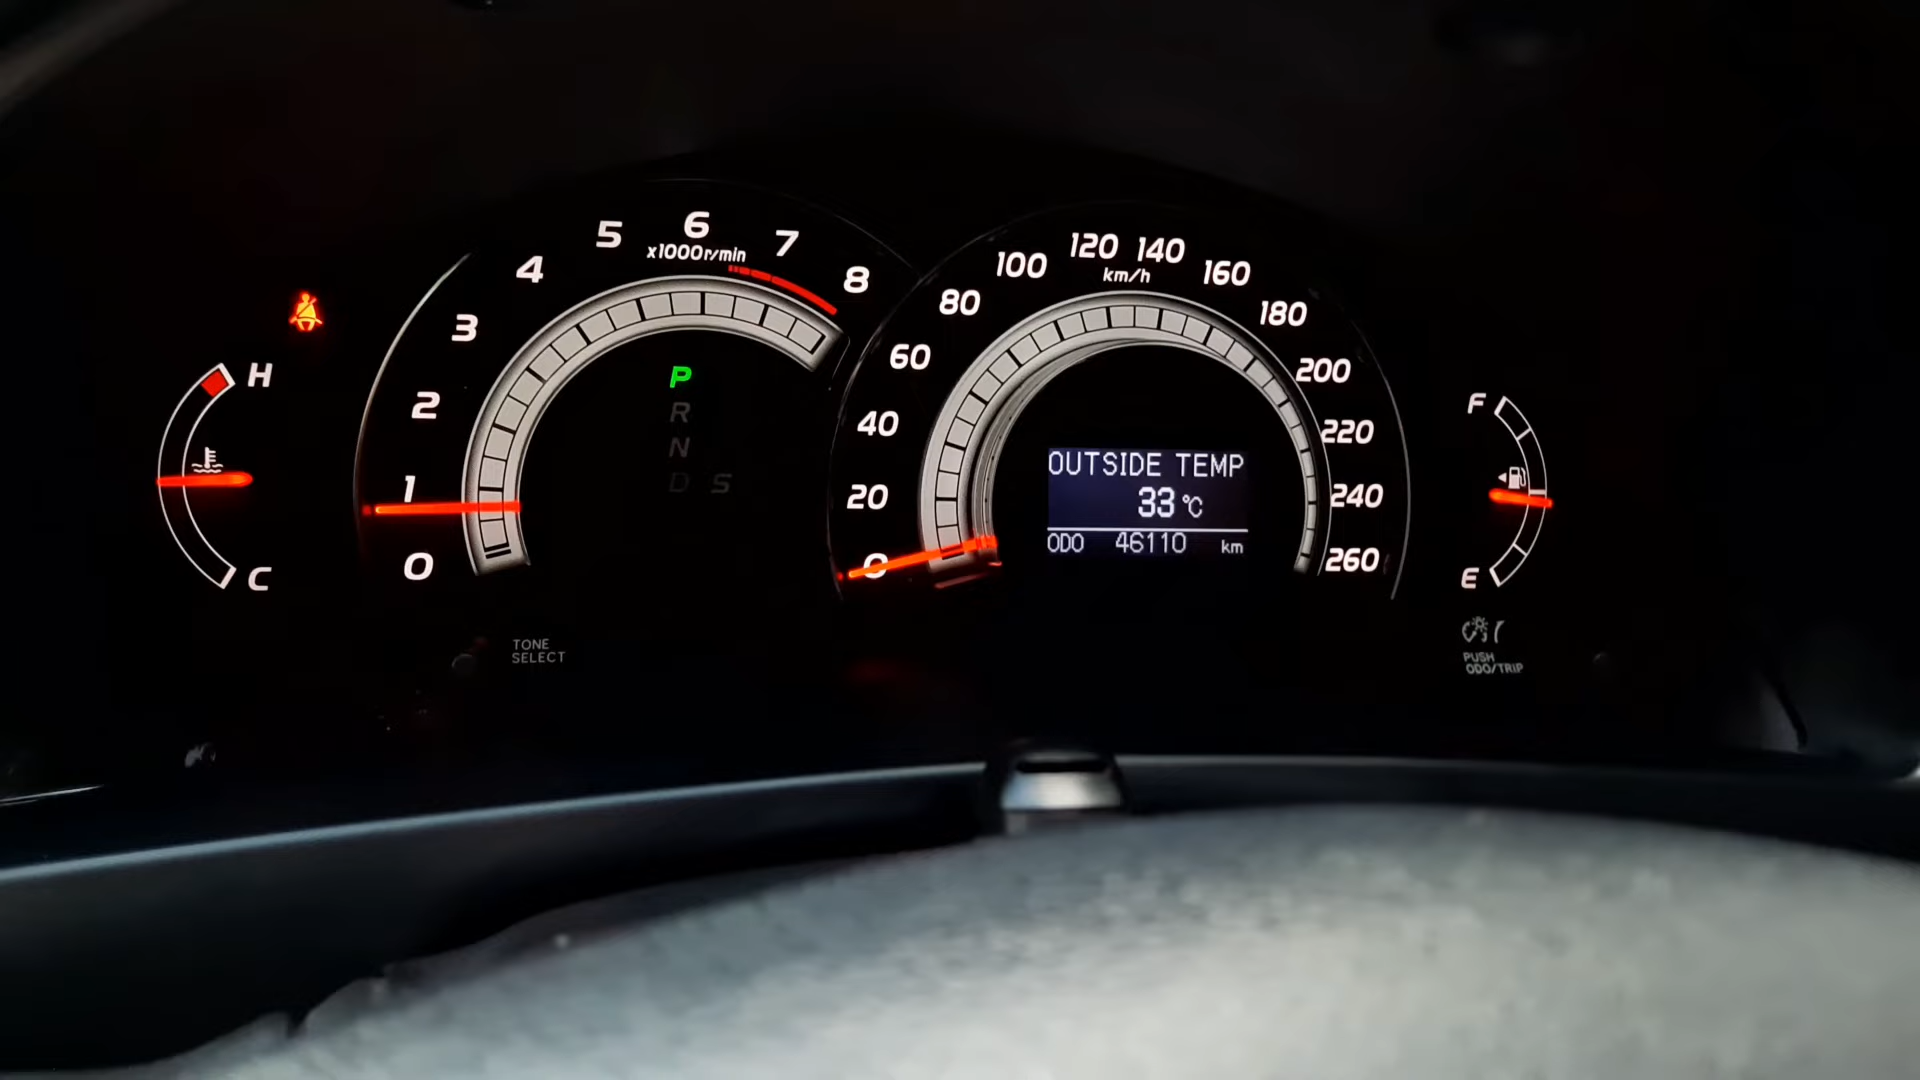 H
C
0
1
2
3
4
5
6
7
8
x1000r/min
P
R
N
D S
TONE
SELECT
0
20
40
60
80
100
120
140
160
180
200
220
240
260
km/h
OUTSIDE TEMP
33 °C
ODO 46110 km
F
E
PUSH
ODO/TRIP